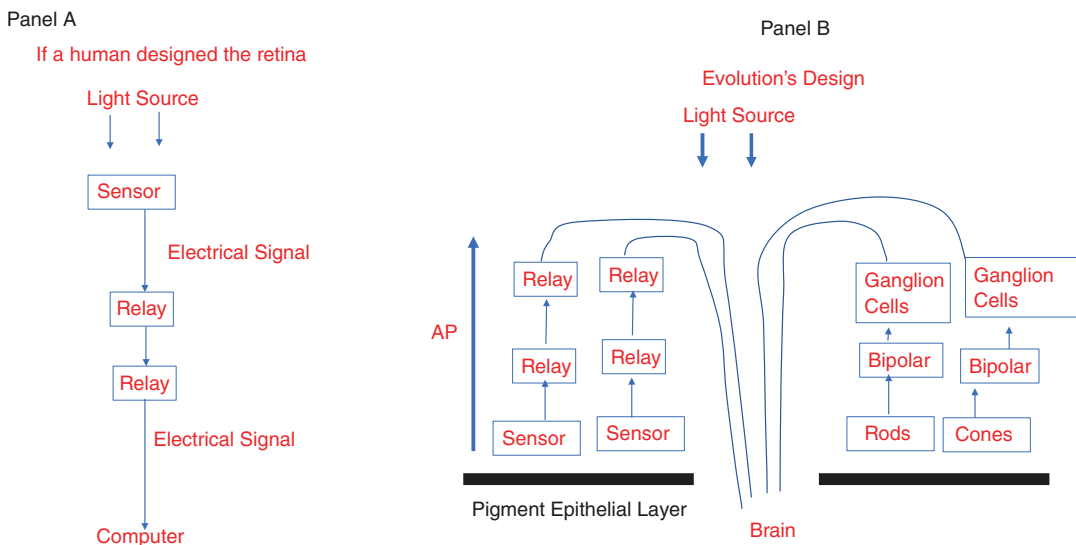 Panel A
If a human designed the retina
Light Source
Sensor
Electrical Signal
Relay
Relay
Electrical Signal
Computer
Panel B
Evolution's Design
Light Source
AP
Relay
Relay
Relay
Relay
Sensor
Sensor
Pigment Epithelial Layer
Brain
Ganglion
Cells
Ganglion
Cells
Bipolar
Bipolar
Rods
Cones